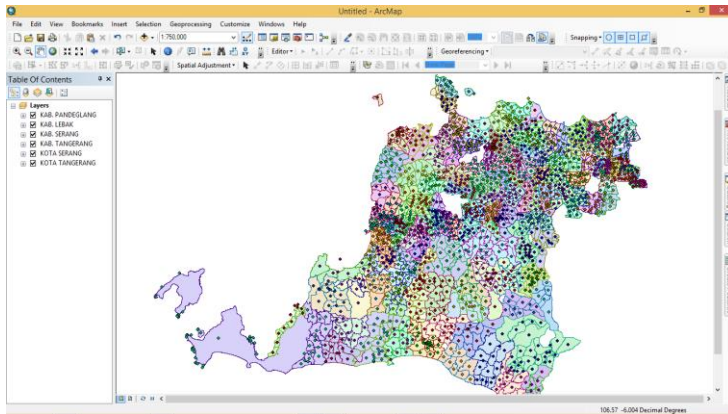 Untitled - ArcMap
File Edit View Bookmarks Insert Selection Geoprocessing Customize Windows Help
1:750,000
Snapping
Editor
Georeferencing
Spatial Adjustment
Table Of Contents
Layers
KAB. PANDEGLANG
KAB. LEBAK
KAB. SERANG
KAB. TANGERANG
KOTA SERANG
KOTA TANGERANG
106.57 -6.004 Decimal Degrees